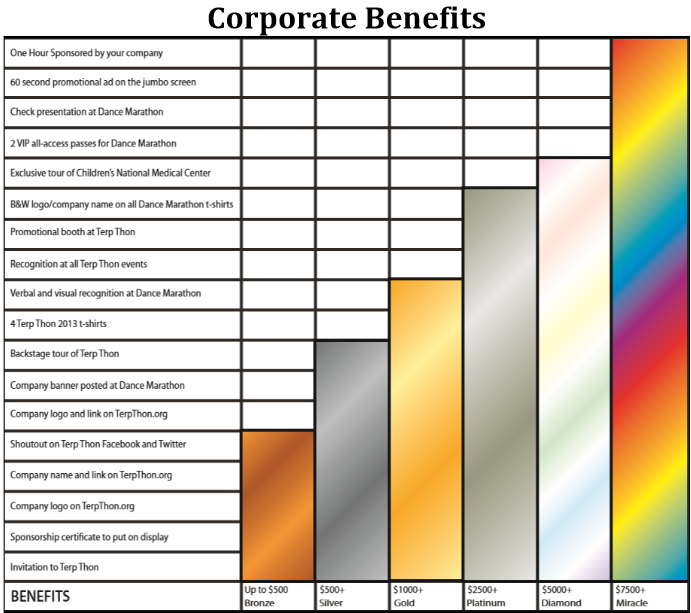 Corporate Benefits
One Hour Sponsored by your company
60 second promotional ad on the jumbo screen
Check presentation at Dance Marathon
2 VIP all-access passes for Dance Marathon
Exclusive tour of Children's National Medical Center
B&W logo/company name on all Dance Marathon t-shirts
Promotional booth at Terp Thon
Recognition at all Terp Thon events
Verbal and visual recognition at Dance Marathon
4 Terp Thon 2013 t-shirts
Backstage tour of Terp Thon
Company banner posted at Dance Marathon
Company logo and link on TerpThon.org
Shoutout on Terp Thon Facebook and Twitter
Company name and link on TerpThon.org
Company logo on TerpThon.org
Sponsorship certificate to put on display
Invitation to Terp Thon
BENEFITS
Up to $500
Bronze
$500+
Silver
$1000+
Gold
$2500+
Platinum
$5000+
Diamond
$7500+
Miracle